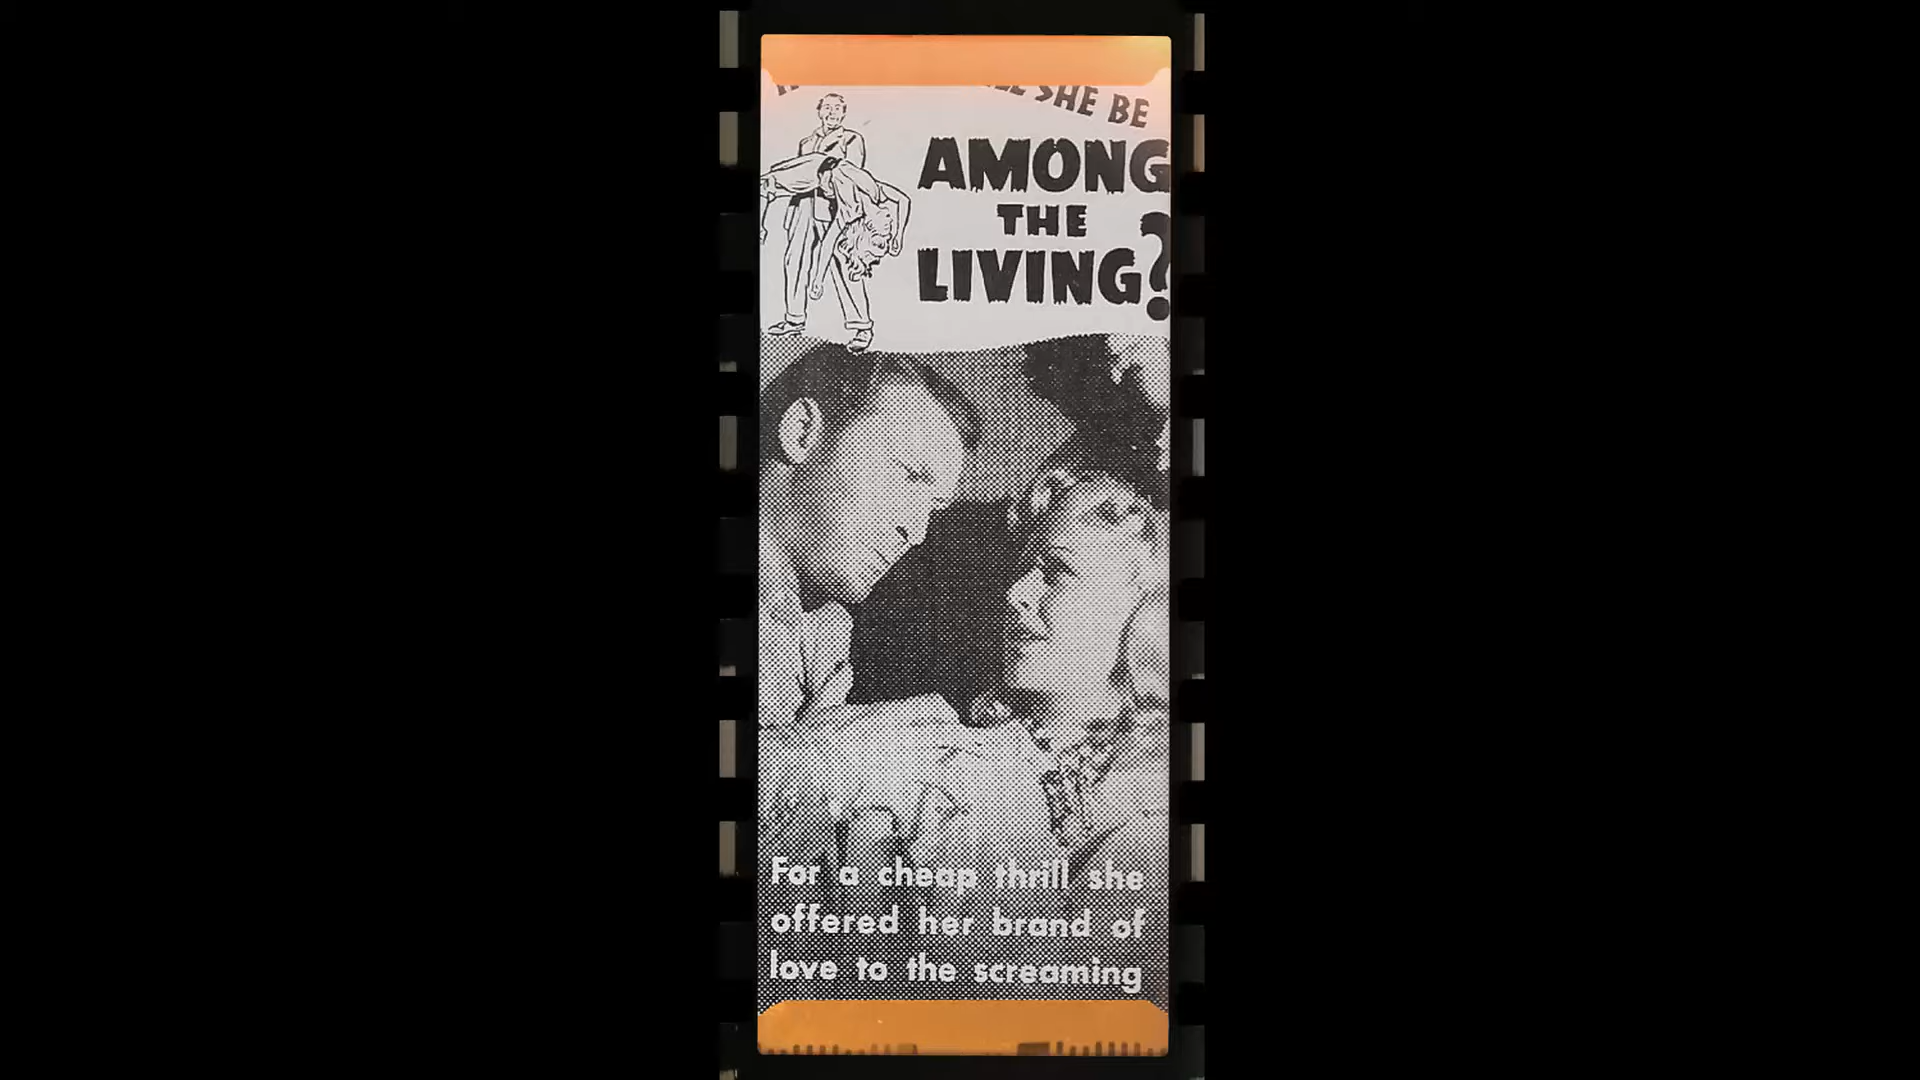 SHE BE
AMONG
THE
LIVING?
For a cheap thrill she
offered her brand of
love to the screaming